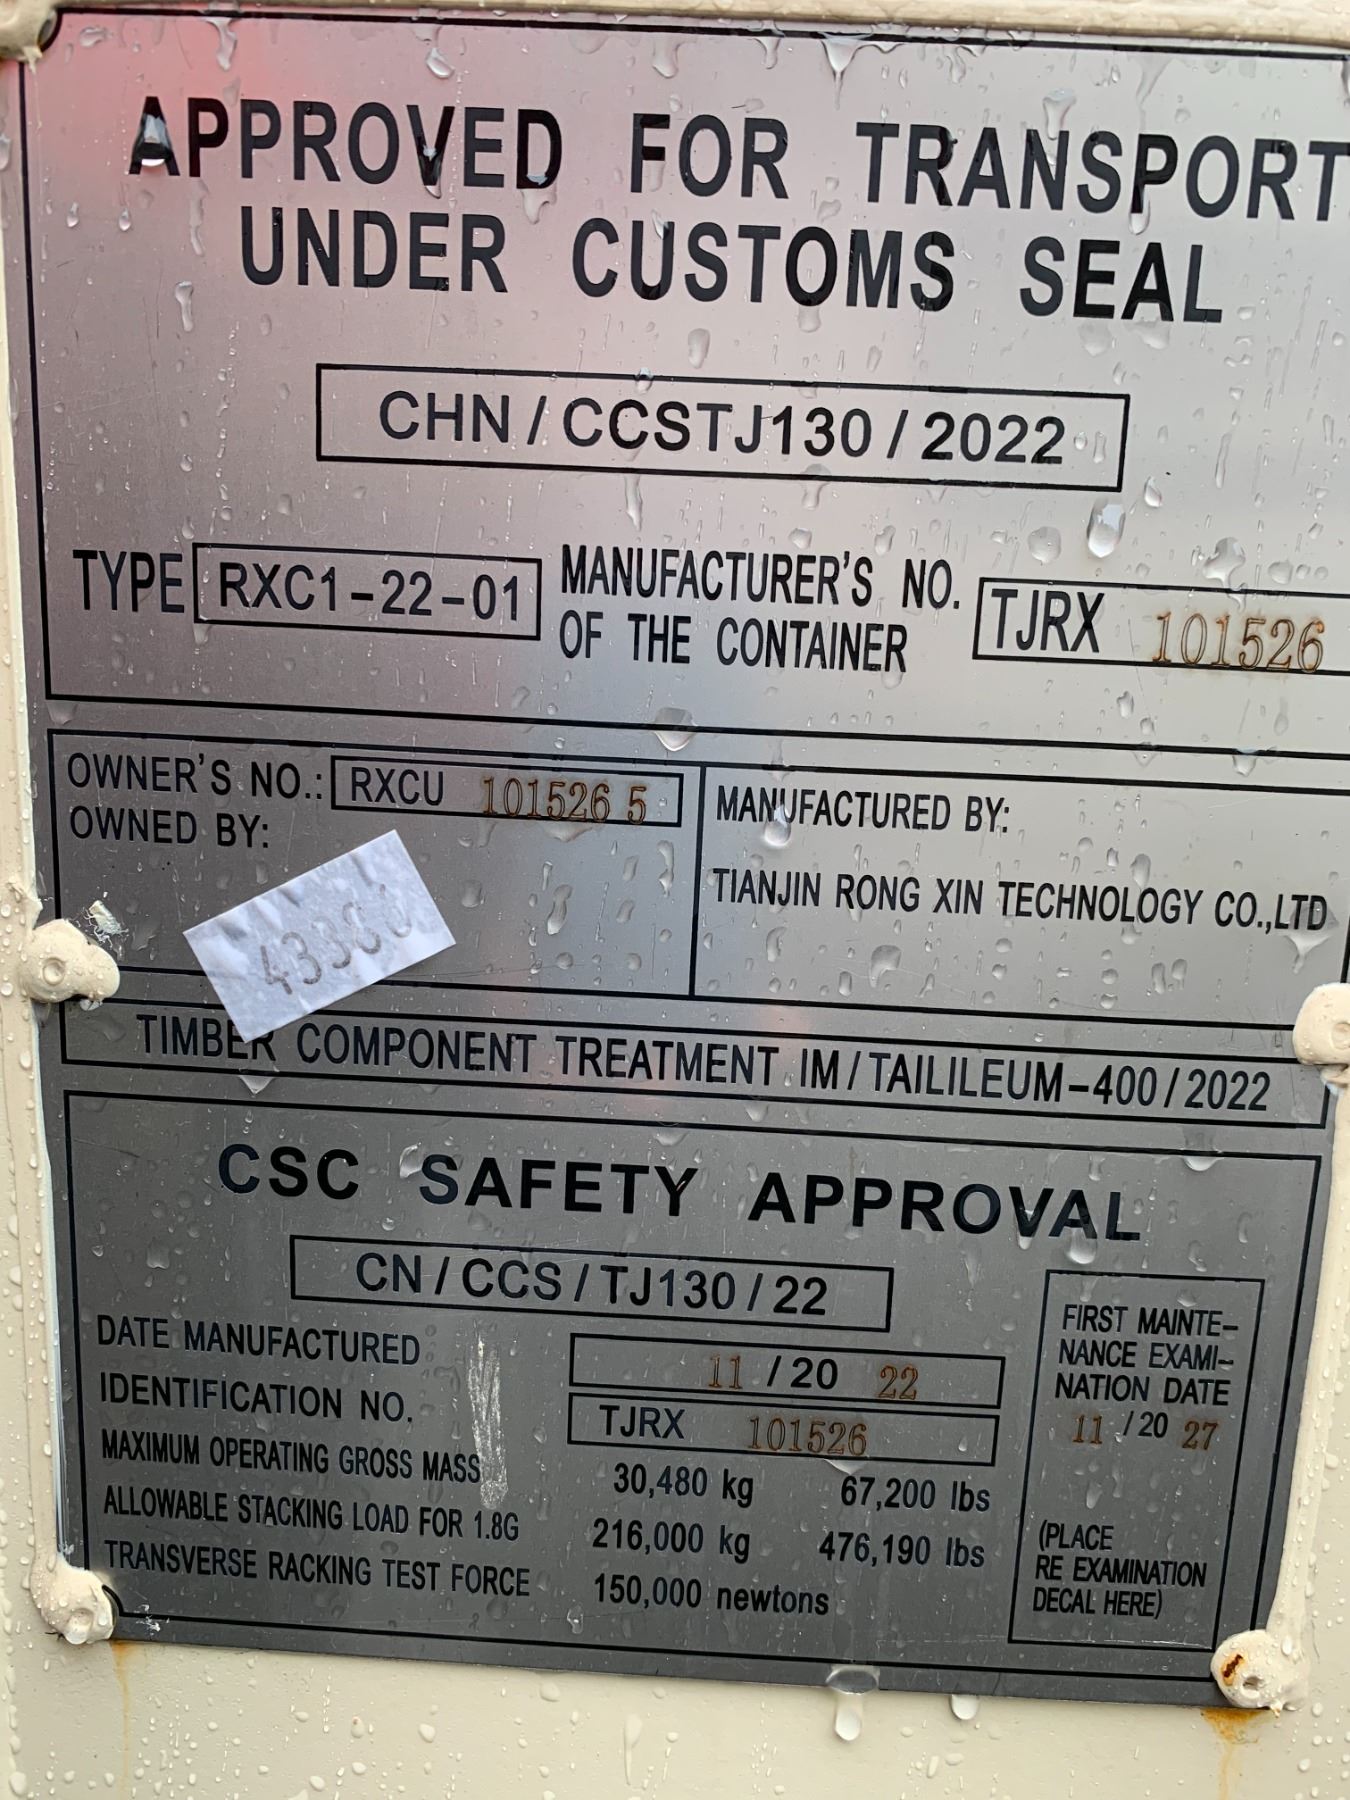 APPROVED FOR TRANSPORT
UNDER CUSTOMS SEAL
CHN/CCSTJ130/2022
TYPE RXC1-22-01 MANUFACTURER'S NO. OF THE CONTAINER TJRX 101526
OWNER'S NO.: RXCU 101526 5
OWNED BY:
MANUFACTURED BY:
TIANJIN RONG XIN TECHNOLOGY CO.,LTD
TIMBER COMPONENT TREATMENT IM/TAILILEUM-400/2022
CSC SAFETY APPROVAL
CN/CCS/TJ130/22
DATE MANUFACTURED 11/2022
IDENTIFICATION NO. TJRX 101526
MAXIMUM OPERATING GROSS MASS 30,480 kg 67,200 lbs
ALLOWABLE STACKING LOAD FOR 1.8G 216,000 kg 476,190 lbs
TRANSVERSE RACKING TEST FORCE 150,000 newtons
FIRST MAINTE-
NANCE EXAMI-
NATION DATE
11/2027
(PLACE
RE EXAMINATION
DECAL HERE)